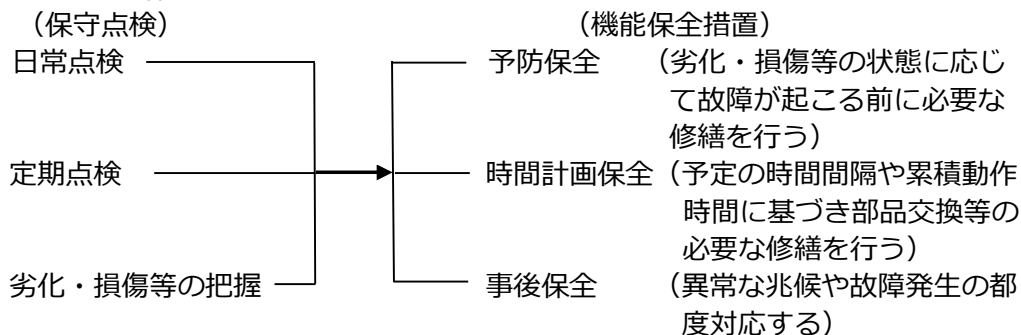 （保守点検）
（機能保全措置）
日常点検
予防保全
（劣化・損傷等の状態に応じ
て故障が起こる前に必要な
修繕を行う）
定期点検
時間計画保全
（予定の時間間隔や累積動作
時間に基づき部品交換等の
必要な修繕を行う）
劣化・損傷等の把握
事後保全
（異常な兆候や故障発生の都
度対応する）